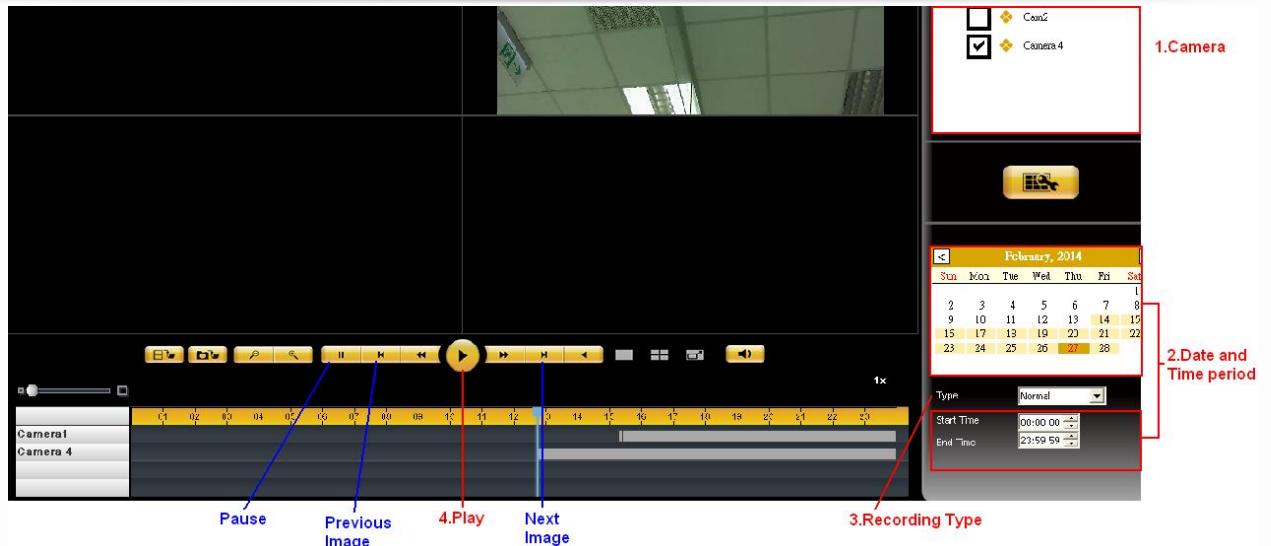 Cam2
Camera 4
1.Camera
February, 2014
Sun Mon Tue Wed Thu Fri Sat
1
2 3 4 5 6 7 8
9 10 11 12 13 14 15
16 17 18 19 20 21 22
23 24 25 26 27 28
2.Date and
Time period
1x
Type Normal
Start Time 00:00 00
End Time 23:59 59
01 02 03 04 05 06 07 08 09 10 11 12 13 14 15 16 17 18 19 20 21 22 23
Camera1
Camera 4
Pause
Previous
Image
4.Play
Next
Image
3.Recording Type